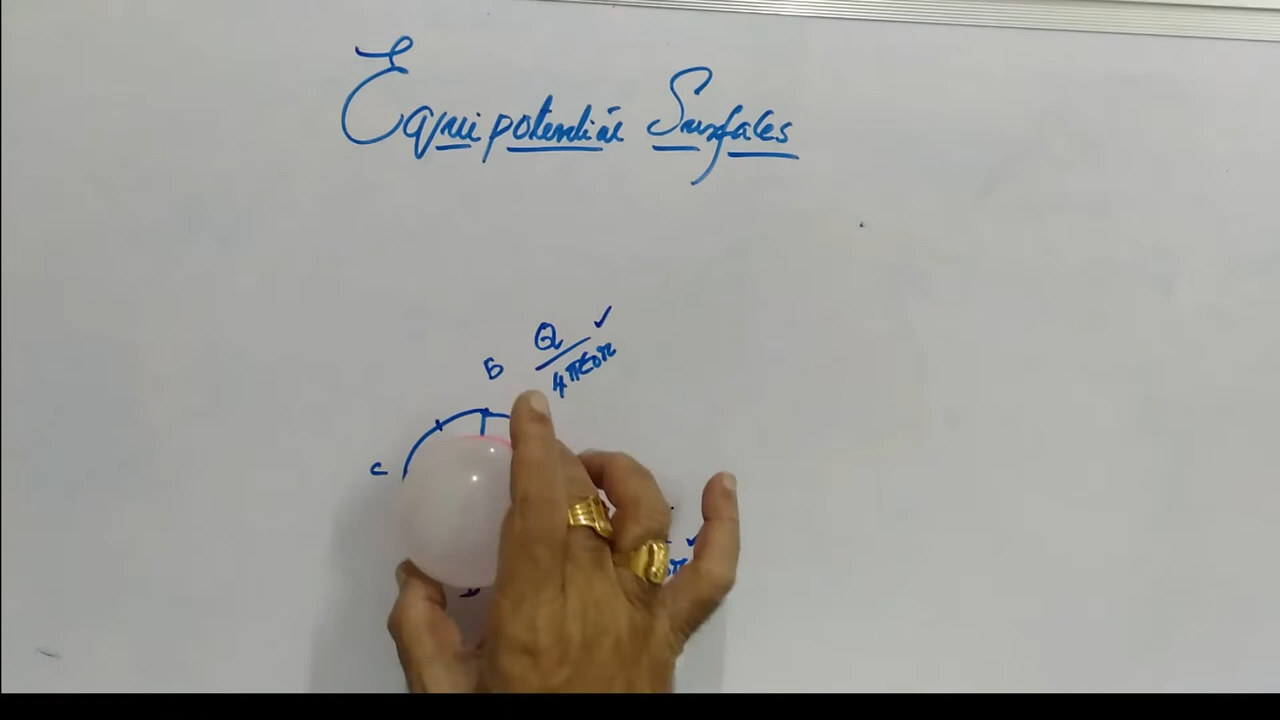 Equipotential Surfaces
Q ✓
4πε0r
B
C